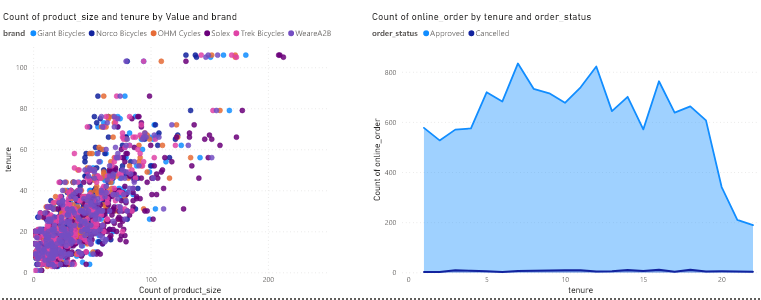 Count of product_size and tenure by Value and brand
brand Giant Bicycles Norco Bicycles OHM Cycles Solex Trek Bicycles WeareA2B
100
80
60
40
20
0
tenure
0 100 200
Count of product_size
Count of online_order by tenure and order_status
order_status Approved Cancelled
800
600
400
200
0
Count of online_order
0 5 10 15 20
tenure